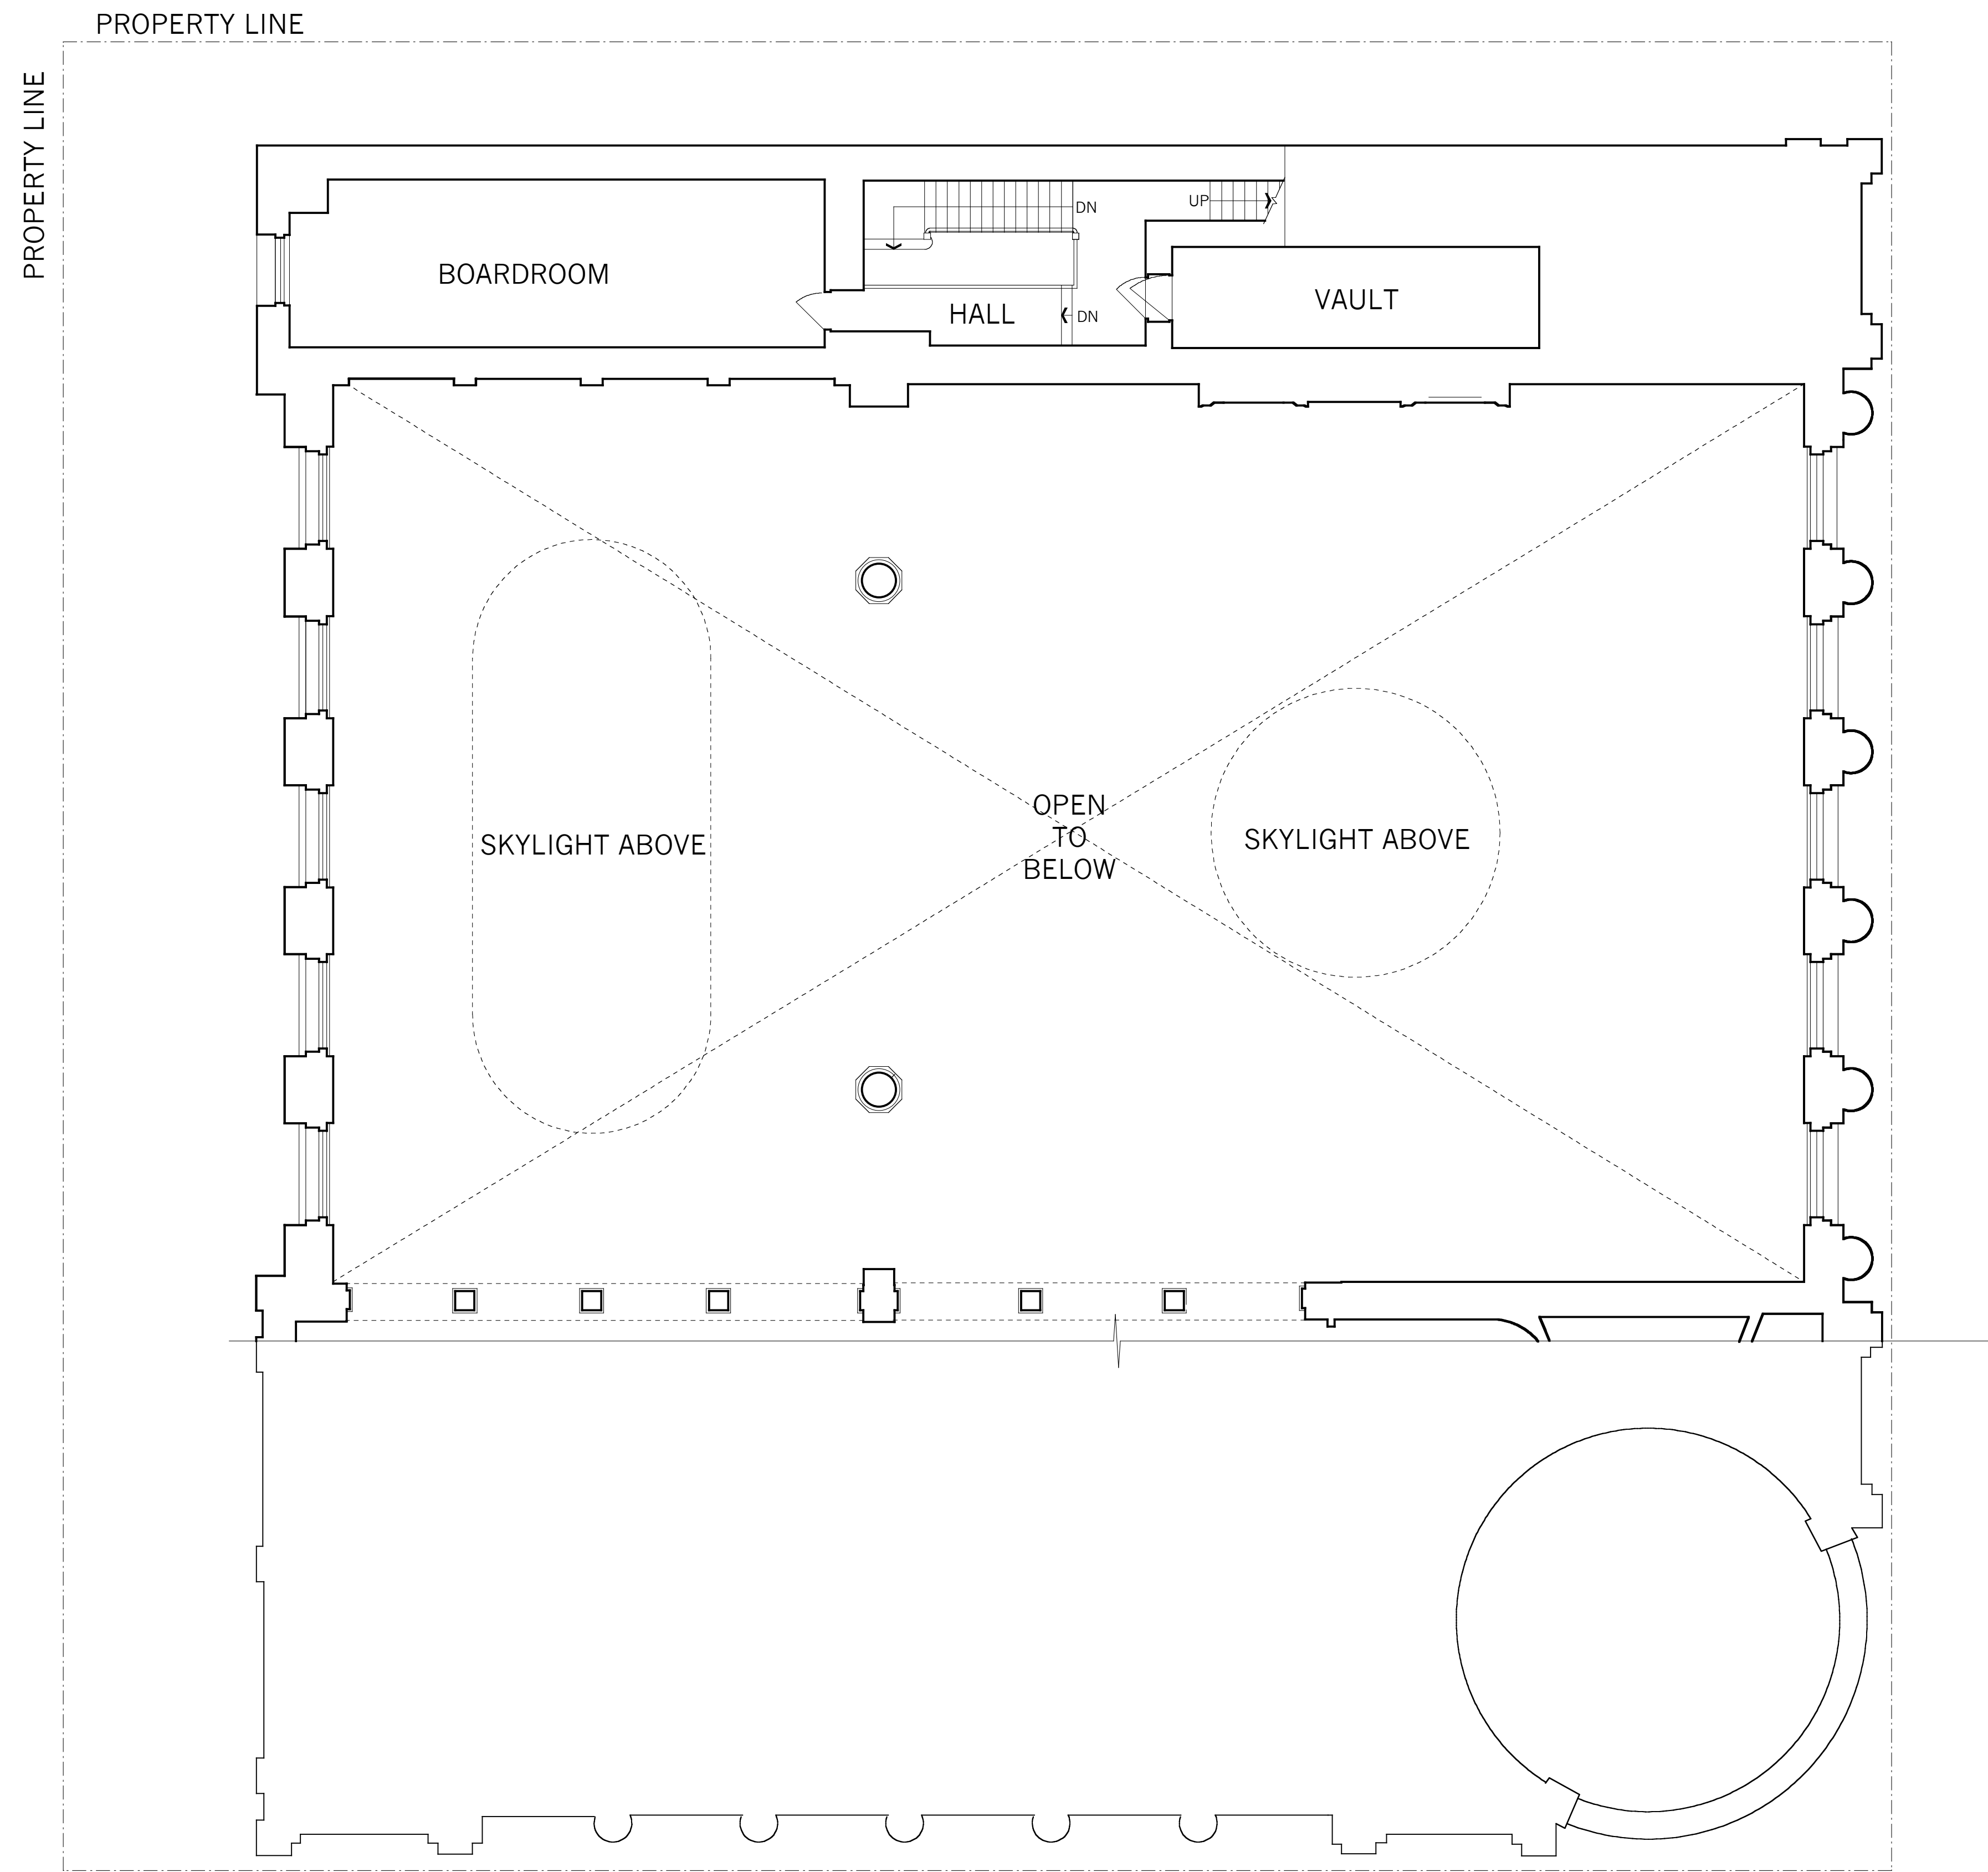 PROPERTY LINE
PROPERTY LINE
DN
UP
BOARDROOM
HALL
DN
VAULT
OPEN
TO
BELOW
SKYLIGHT ABOVE
SKYLIGHT ABOVE